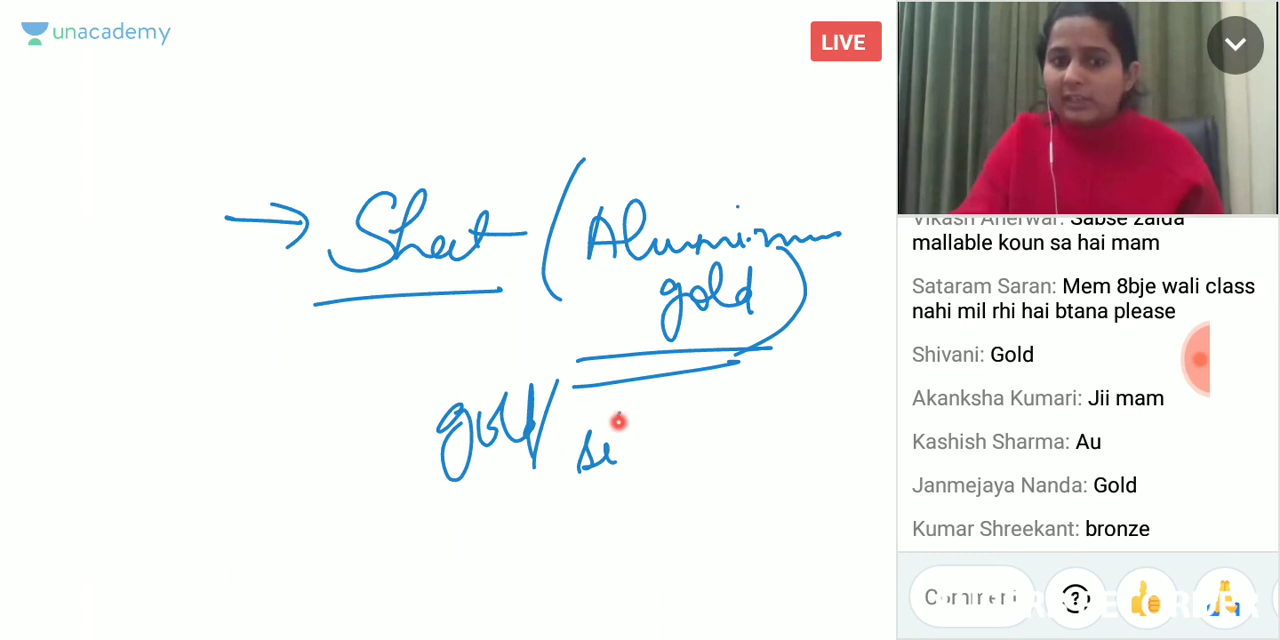 unacademy
LIVE
→ Sheet (Aluminium
gold)
gold/ si
Sabse zaida
mallable koun sa hai mam
Sataram Saran: Mem 8bje wali class
nahi mil rhi hai btana please
Shivani: Gold
Akanksha Kumari: Jii mam
Kashish Sharma: Au
Janmejaya Nanda: Gold
Kumar Shreekant: bronze